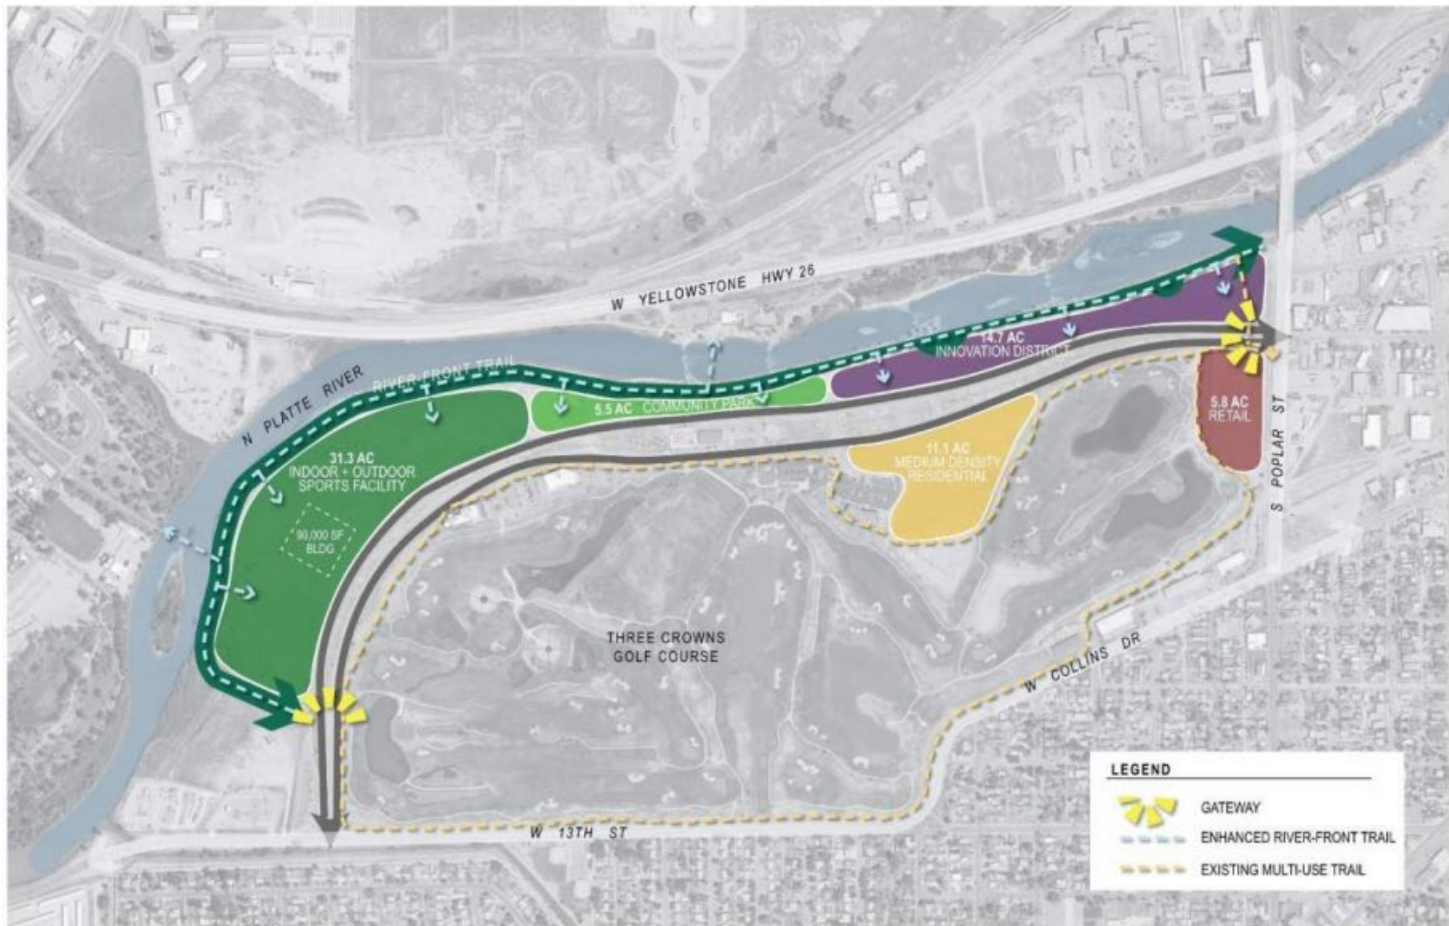 W YELLOWSTONE HWY 26
N PLATTE RIVER
RIVER-FRONT TRAIL
14.7 AC
INNOVATION DISTRICT
5.5 AC COMMUNITY PARK
5.8 AC
RETAIL
S POPLAR ST
31.3 AC
INDOOR + OUTDOOR
SPORTS FACILITY
11.1 AC
MEDIUM DENSITY
RESIDENTIAL
90,000 SF
BLDG
THREE CROWNS
GOLF COURSE
W COLLINS DR
W 13TH ST
LEGEND
GATEWAY
ENHANCED RIVER-FRONT TRAIL
EXISTING MULTI-USE TRAIL